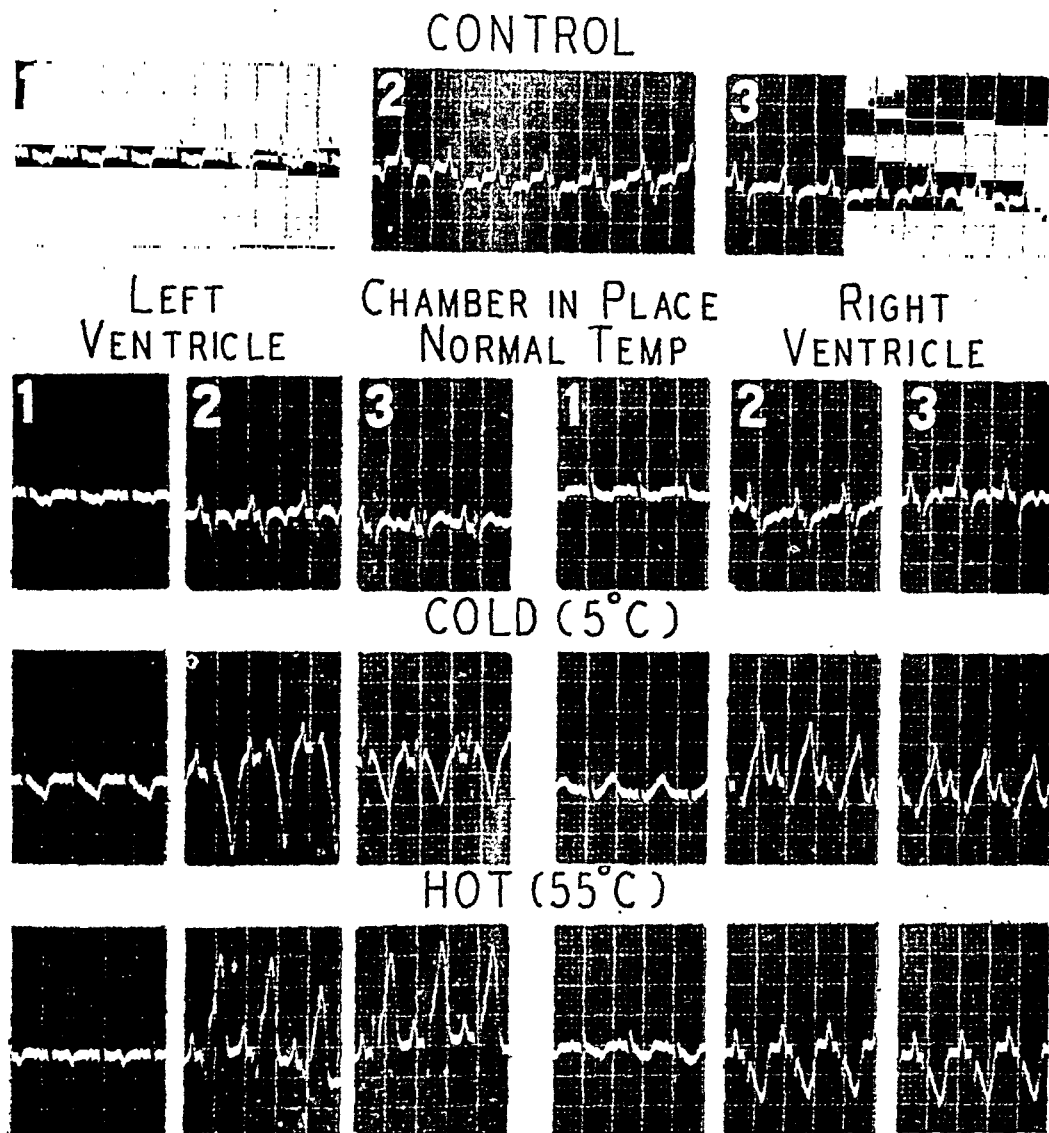 CONTROL
1 2 3
LEFT VENTRICLE
CHAMBER IN PLACE NORMAL TEMP
RIGHT VENTRICLE
1 2 3 1 2 3
COLD (5°C)
HOT (55°C)